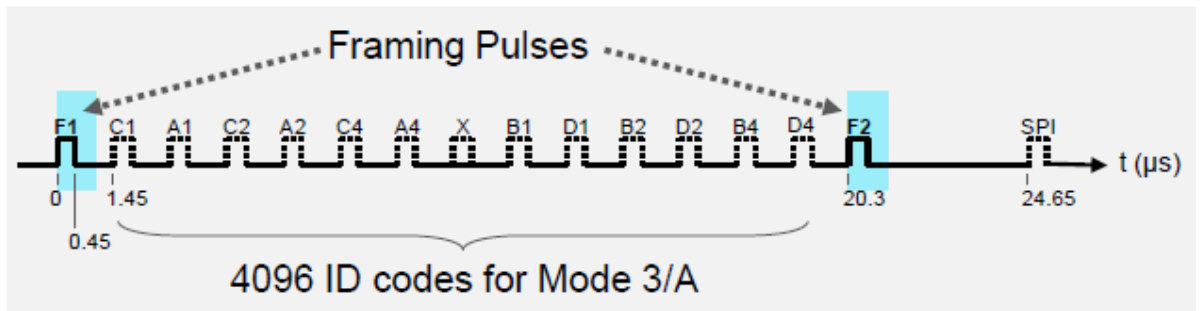 Framing Pulses
F1 C1 A1 C2 A2 C4 A4 X B1 D1 B2 D2 B4 D4 F2 SPI
t (μs)
0 1.45 20.3 24.65
0.45
4096 ID codes for Mode 3/A